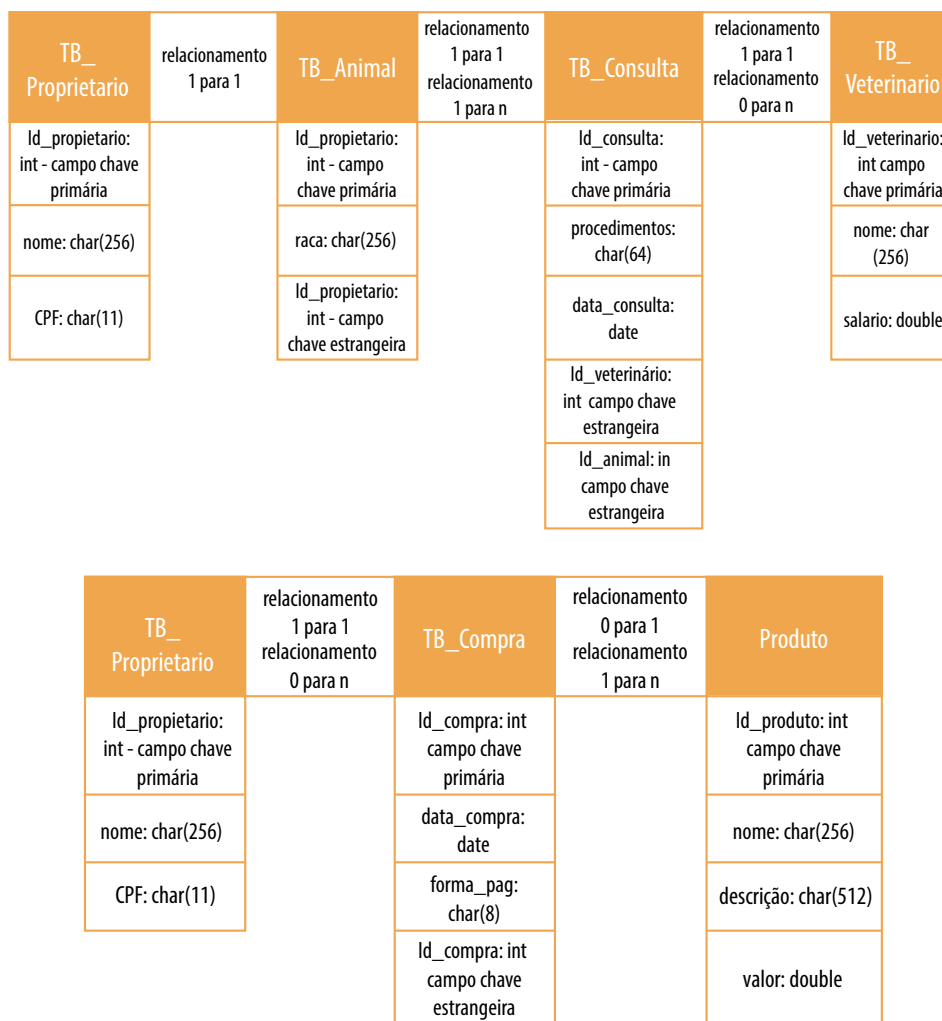 TB_
Proprietario
relacionamento
1 para 1
TB_Animal
relacionamento
1 para 1
relacionamento
1 para n
TB_Consulta
relacionamento
1 para 1
relacionamento
0 para n
TB_
Veterinario
Id_propietario:
int - campo chave
primária
Id_propietario:
int - campo
chave primária
Id_consulta:
int - campo
chave primária
Id_veterinario:
int campo
chave primária
nome: char(256)
raca: char(256)
procedimentos:
char(64)
nome: char
(256)
CPF: char(11)
Id_propietario:
int - campo
chave estrangeira
data_consulta:
date
salario: double
Id_veterinário:
int campo chave
estrangeira
Id_animal: in
campo chave
estrangeira
TB_
Proprietario
relacionamento
1 para 1
relacionamento
0 para n
TB_Compra
relacionamento
0 para 1
relacionamento
1 para n
Produto
Id_propietario:
int - campo chave
primária
Id_compra: int
campo chave
primária
Id_produto: int
campo chave
primária
nome: char(256)
data_compra:
date
nome: char(256)
CPF: char(11)
forma_pag:
char(8)
descrição: char(512)
Id_compra: int
campo chave
estrangeira
valor: double